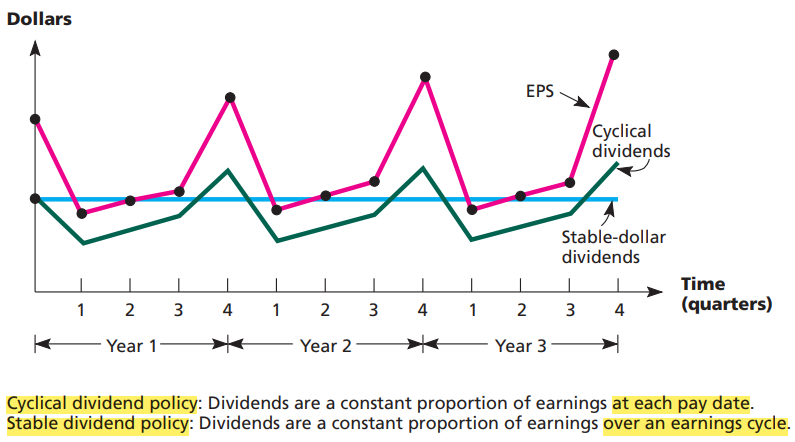 Dollars
EPS
Cyclical
dividends
Stable-dollar
dividends
Time
(quarters)
1 2 3 4 1 2 3 4 1 2 3 4
Year 1 Year 2 Year 3
Cyclical dividend policy: Dividends are a constant proportion of earnings at each pay date.
Stable dividend policy: Dividends are a constant proportion of earnings over an earnings cycle.